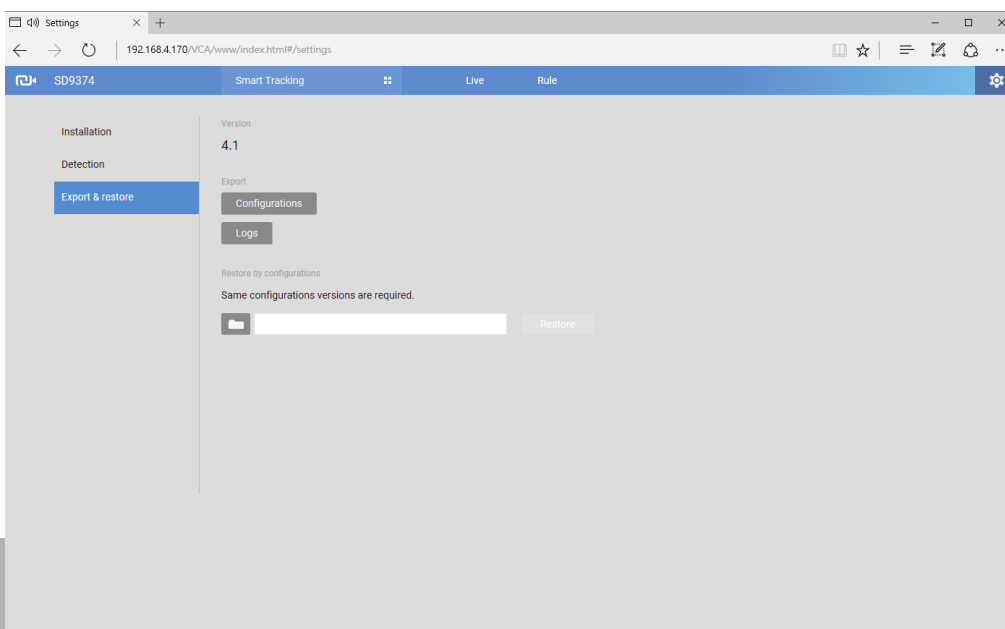 Settings
192.168.4.170/VCA/www/index.html#/settings
SD9374 Smart Tracking Live Rule
Installation
Detection
Export & restore
Version
4.1
Export
Configurations
Logs
Restore by configurations
Same configurations versions are required.
Restore